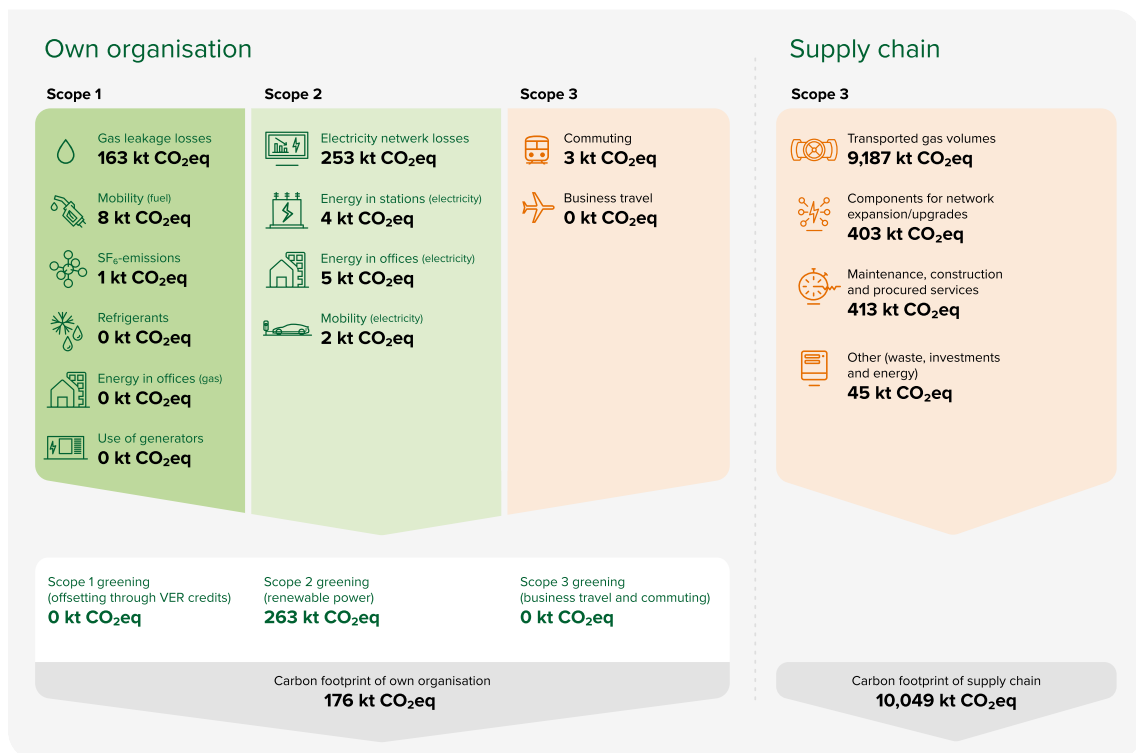 Own organisation
Scope 1
Gas leakage losses
163 kt CO₂eq
Mobility (fuel)
8 kt CO₂eq
SF₆-emissions
1 kt CO₂eq
Refrigerants
0 kt CO₂eq
Energy in offices (gas)
0 kt CO₂eq
Use of generators
0 kt CO₂eq
Scope 2
Electricity netwerk losses
253 kt CO₂eq
Energy in stations (electricity)
4 kt CO₂eq
Energy in offices (electricity)
5 kt CO₂eq
Mobility (electricity)
2 kt CO₂eq
Scope 3
Commuting
3 kt CO₂eq
Business travel
0 kt CO₂eq
Scope 1 greening
(offsetting through VER credits)
0 kt CO₂eq
Scope 2 greening
(renewable power)
263 kt CO₂eq
Scope 3 greening
(business travel and commuting)
0 kt CO₂eq
Carbon footprint of own organisation
176 kt CO₂eq
Supply chain
Scope 3
Transported gas volumes
9,187 kt CO₂eq
Components for network
expansion/upgrades
403 kt CO₂eq
Maintenance, construction
and procured services
413 kt CO₂eq
Other (waste, investments
and energy)
45 kt CO₂eq
Carbon footprint of supply chain
10,049 kt CO₂eq